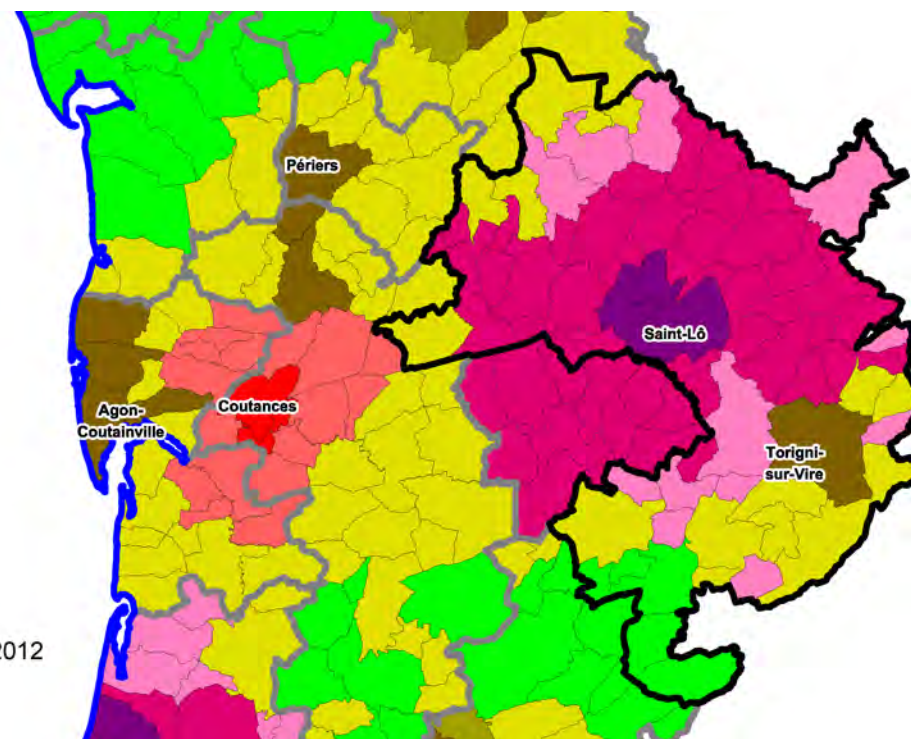 Périers
Saint-Lô
Coutances
Agon-
Coutainville
Torigni-
sur-Vire
2012